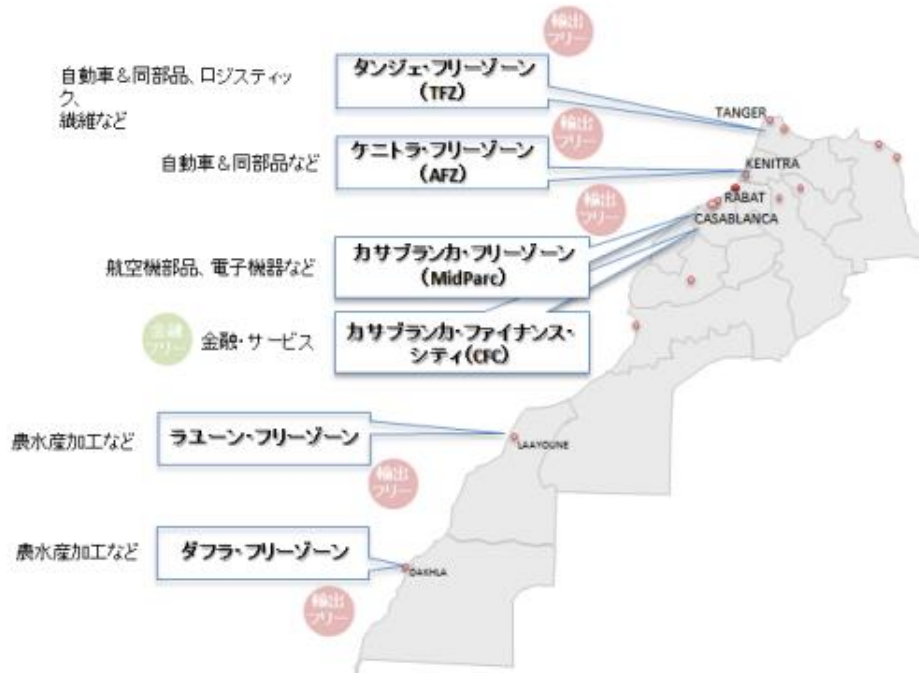 輸出
フリー
自動車＆同部品、ロジスティッ
ク、
繊維など
タンジェ・フリーゾーン
（TFZ）
TANGER
輸出
フリー
自動車＆同部品など
ケニトラ・フリーゾーン
（AFZ）
KENITRA
輸出
フリー
RABAT
CASABLANCA
航空機部品、電子機器など
カサブランカ・フリーゾーン
（MidParc）
金融
フリー
金融・サービス
カサブランカ・ファイナンス・
シティ（CFC）
農水産加工など
ラユーン・フリーゾーン
LAAYOUNE
輸出
フリー
農水産加工など
ダフラ・フリーゾーン
DAKHLA
輸出
フリー